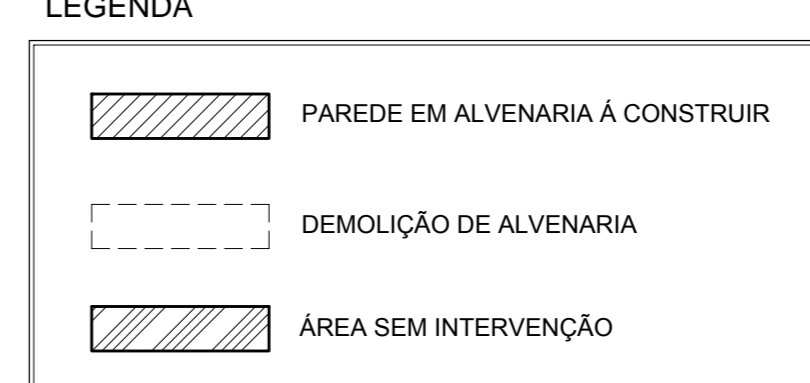 LEGENDA
PAREDE EM ALVENARIA Á CONSTRUIR
DEMOLIÇÃO DE ALVENARIA
ÁREA SEM INTERVENÇÃO